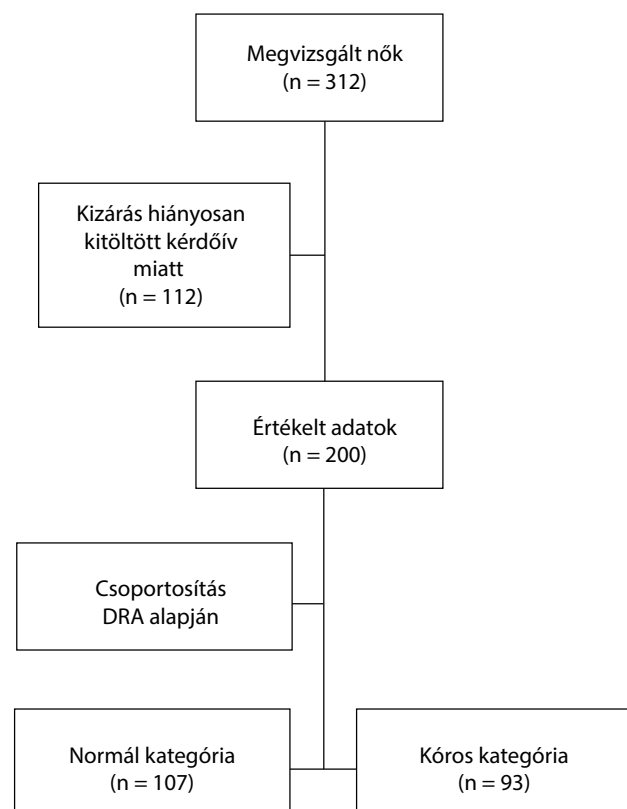 Megvizsgált nők
(n = 312)
Kizárás hiányosan
kitöltött kérdőív
miatt
(n = 112)
Értékelt adatok
(n = 200)
Csoportosítás
DRA alapján
Normál kategória
(n = 107)
Kóros kategória
(n = 93)